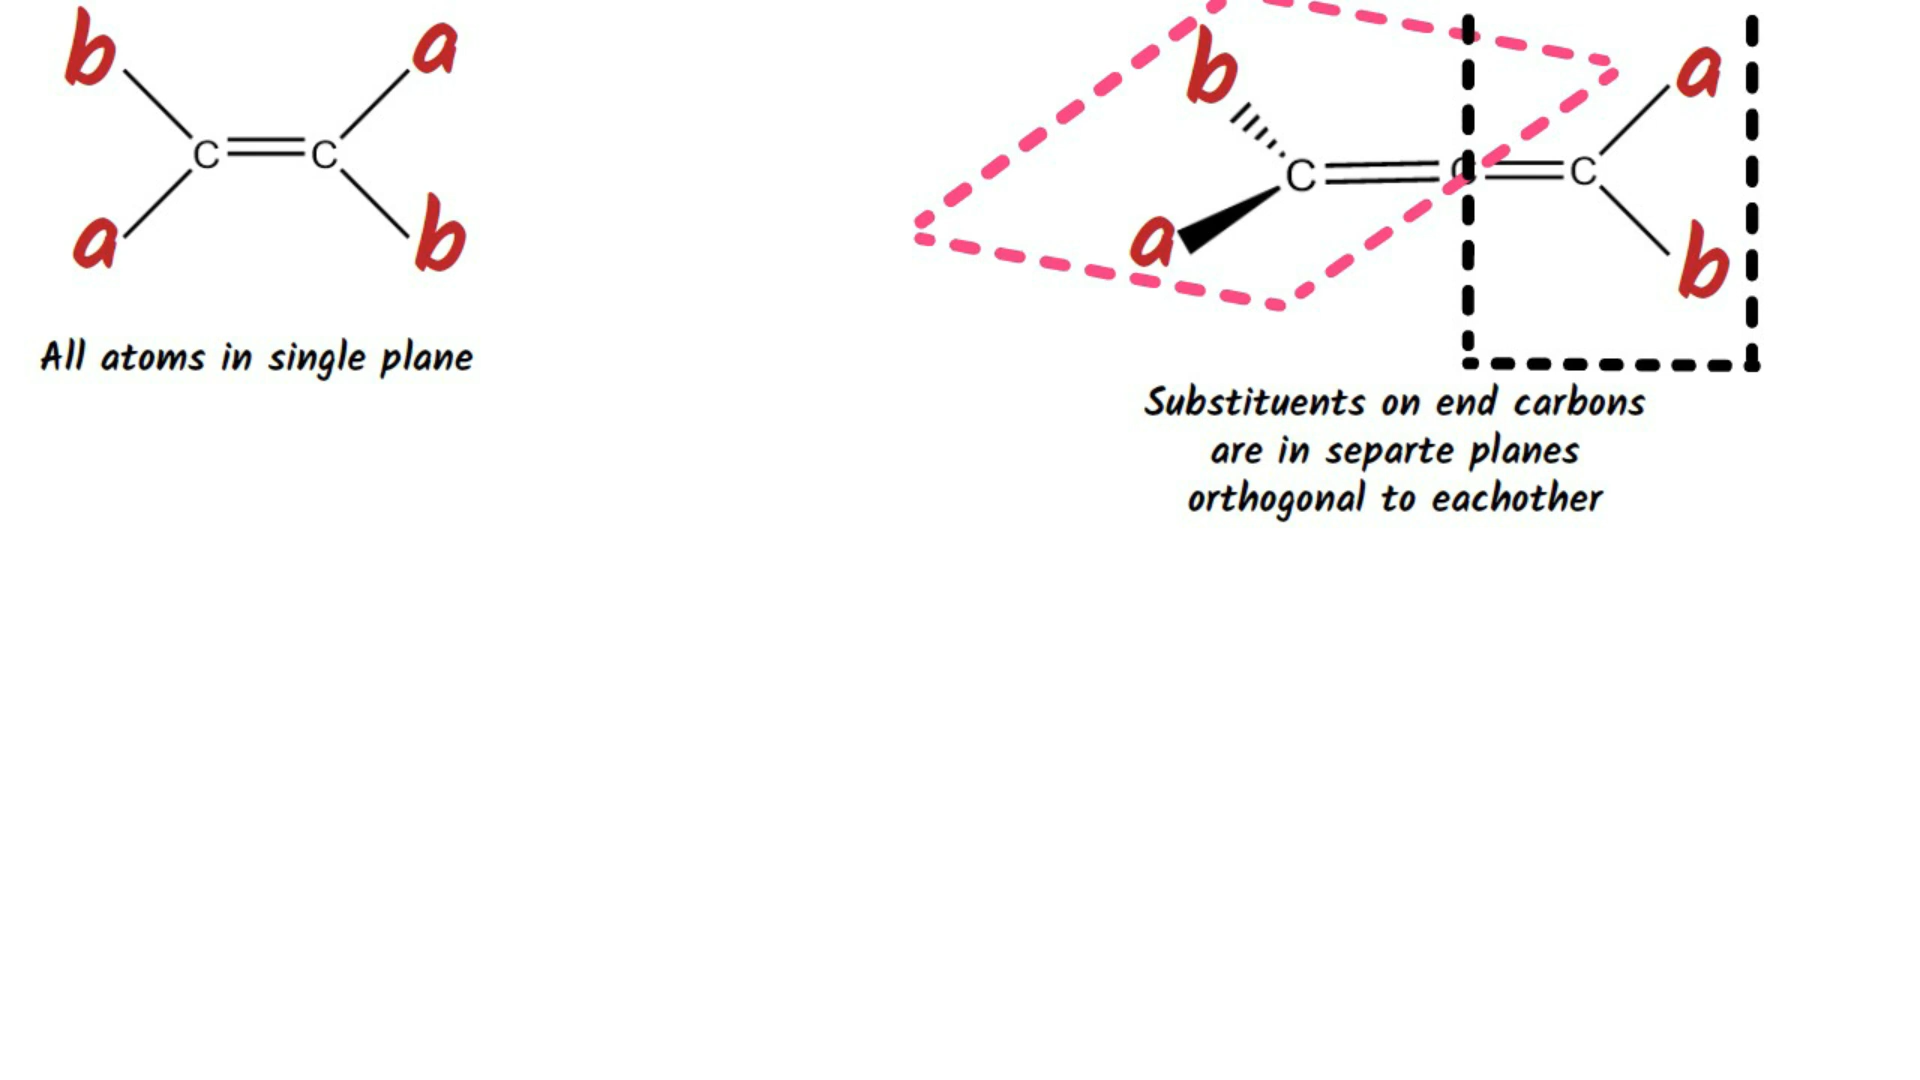 b a
C C
a b
All atoms in single plane
b a
C C C
a b
Substituents on end carbons
are in separte planes
orthogonal to eachother